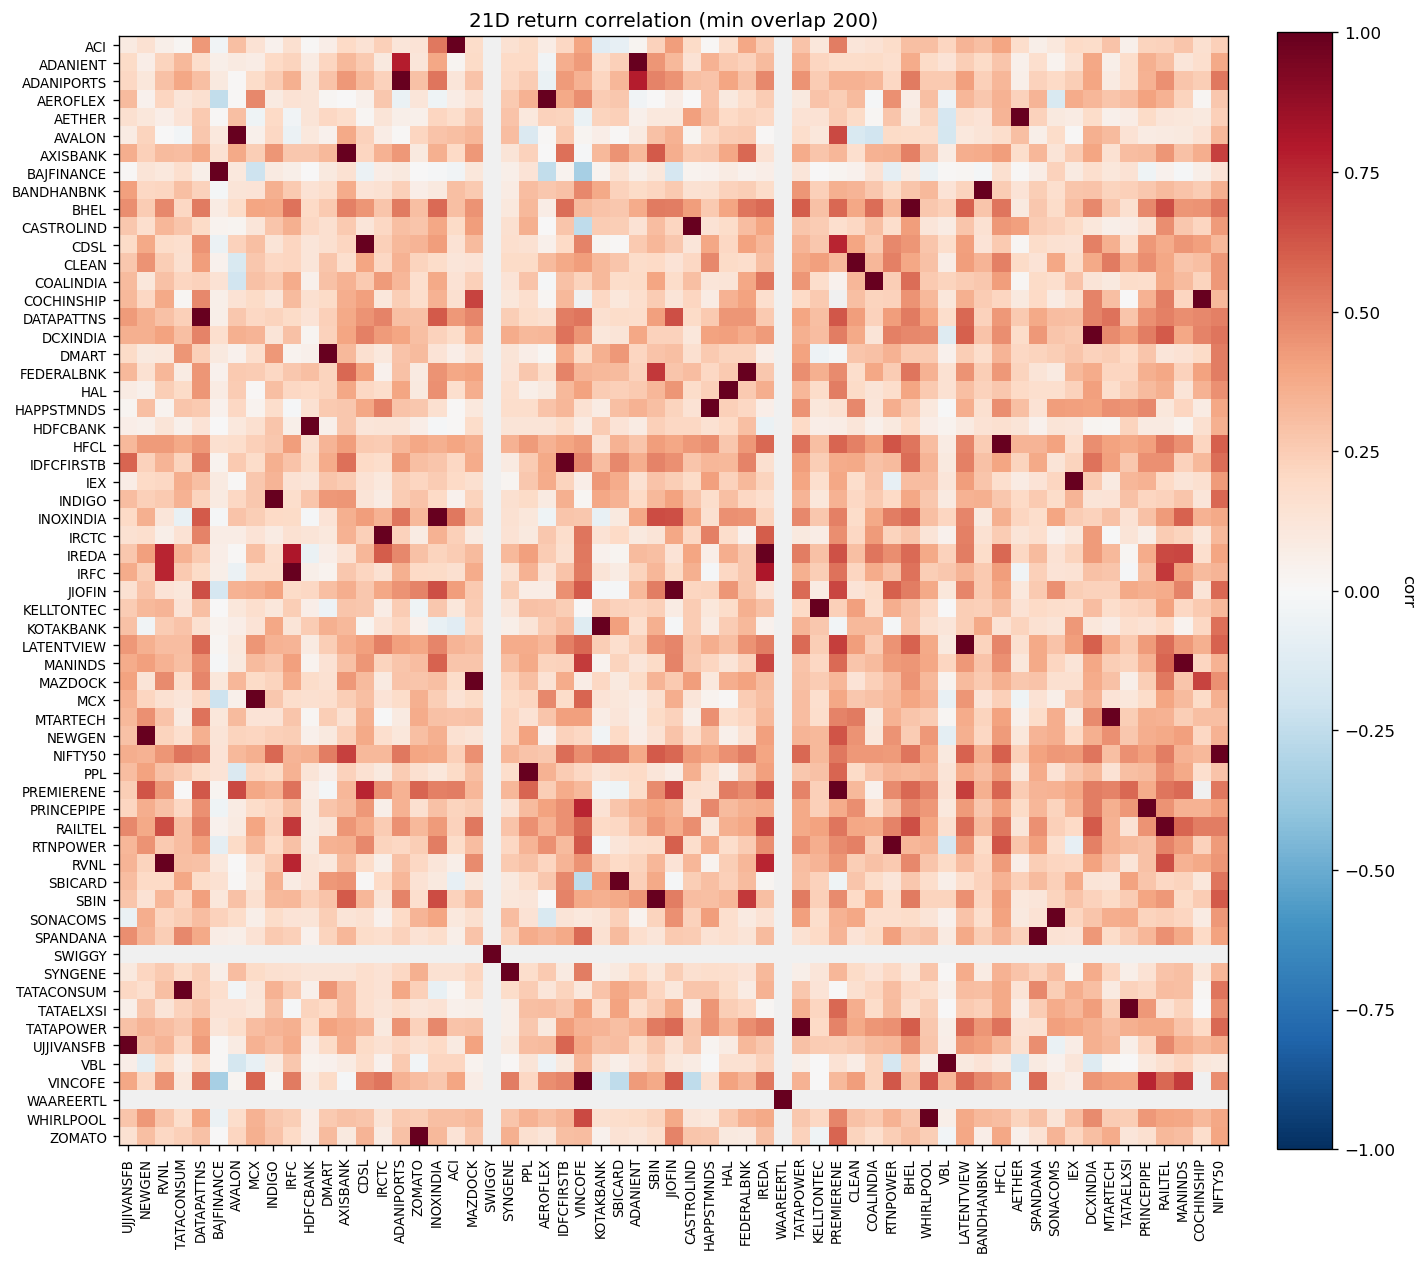 21D return correlation (min overlap 200)
ACI
ADANIENT
ADANIPORTS
AEROFLEX
AETHER
AVALON
AXISBANK
BAJFINANCE
BANDHANBNK
BHEL
CASTROLIND
CDSL
CLEAN
COALINDIA
COCHINSHIP
DATAPATTNS
DCXINDIA
DMART
FEDERALBNK
HAL
HAPPSTMNDS
HDFCBANK
HFCL
IDFCFIRSTB
IEX
INDIGO
INOXINDIA
IRCTC
IREDA
IRFC
JIOFIN
KELLTONTEC
KOTAKBANK
LATENTVIEW
MANINDS
MAZDOCK
MCX
MTARTECH
NEWGEN
NIFTY50
PPL
PREMIERENE
PRINCEPIPE
RAILTEL
RTNPOWER
RVNL
SBICARD
SBIN
SONACOMS
SPANDANA
SWIGGY
SYNGENE
TATACONSUM
TATAELXSI
TATAPOWER
UJJIVANSFB
VBL
VINCOFE
WAAREERTL
WHIRLPOOL
ZOMATO
UJJIVANSFB
NEWGEN
RVNL
TATACONSUM
DATAPATTNS
BAJFINANCE
AVALON
MCX
INDIGO
IRFC
HDFCBANK
DMART
AXISBANK
CDSL
IRCTC
ADANIPORTS
ZOMATO
INOXINDIA
ACI
MAZDOCK
SWIGGY
SYNGENE
PPL
AEROFLEX
IDFCFIRSTB
VINCOFE
KOTAKBANK
SBICARD
ADANIENT
SBIN
JIOFIN
CASTROLIND
HAPPSTMNDS
HAL
FEDERALBNK
IREDA
WAAREERTL
TATAPOWER
KELLTONTEC
PREMIERENE
CLEAN
COALINDIA
RTNPOWER
BHEL
WHIRLPOOL
VBL
LATENTVIEW
BANDHANBNK
HFCL
AETHER
SPANDANA
SONACOMS
IEX
DCXINDIA
MTARTECH
TATAELXSI
PRINCEPIPE
RAILTEL
MANINDS
COCHINSHIP
NIFTY50
1.00
0.75
0.50
0.25
0.00
−0.25
−0.50
−0.75
−1.00
corr